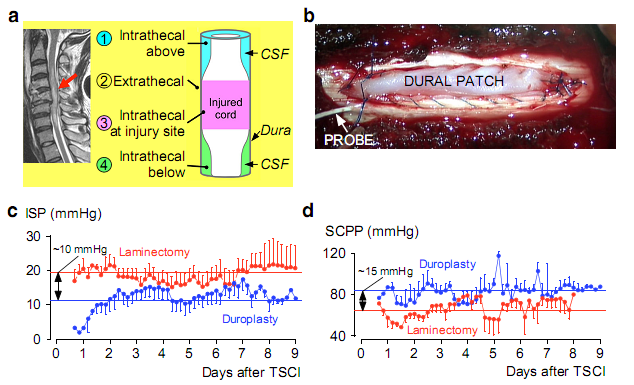 a
① Intrathecal
above
② Extrathecal
③ Intrathecal
at injury site
④ Intrathecal
below
CSF
Injured
cord
Dura
CSF
b
DURAL PATCH
PROBE
c ISP (mmHg)
30
20
10
0
~10 mmHg
Laminectomy
Duroplasty
0 1 2 3 4 5 6 7 8 9
Days after TSCI
d
SCPP (mmHg)
120
80
40
~15 mmHg
Duroplasty
Laminectomy
0 1 2 3 4 5 6 7 8 9
Days after TSCI